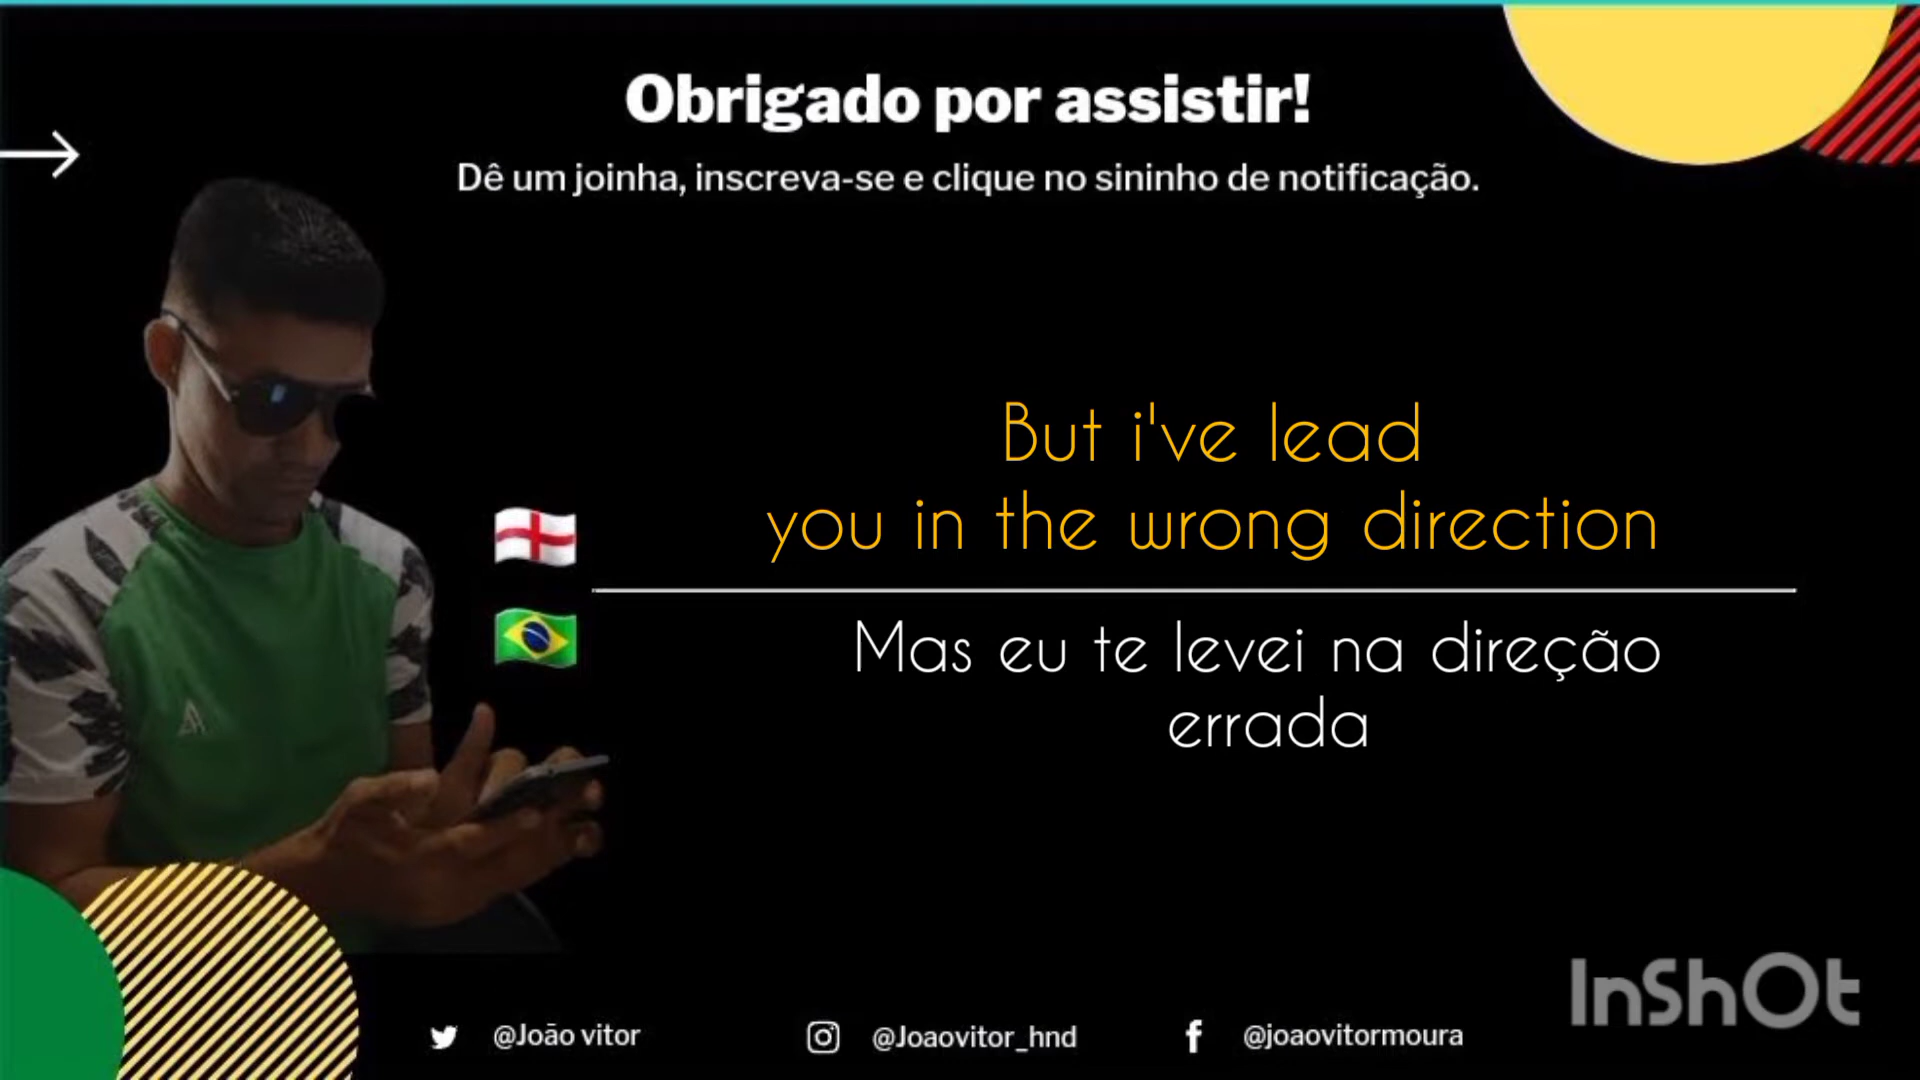 Obrigado por assistir!
Dê um joinha, inscreva-se e clique no sininho de notificação.
But i've lead
you in the wrong direction
Mas eu te levei na direção
errada
InShOt
@João vitor
@Joaovitor_hnd
@joaovitormoura